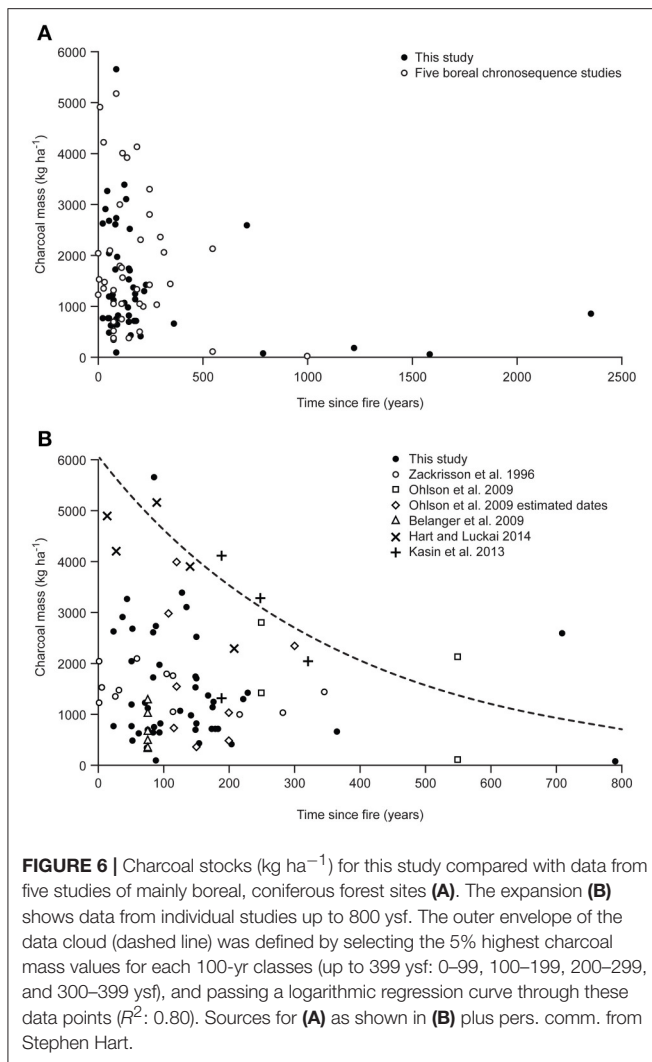 A
6000
5000
4000
3000
2000
1000
0
Charcoal mass (kg ha⁻¹)
This study
Five boreal chronosequence studies
0 500 1000 1500 2000 2500
Time since fire (years)
B
6000
5000
4000
3000
2000
1000
0
Charcoal mass (kg ha⁻¹)
This study
Zackrisson et al. 1996
Ohlson et al. 2009
Ohlson et al. 2009 estimated dates
Belanger et al. 2009
Hart and Luckai 2014
Kasin et al. 2013
0 100 200 300 400 500 600 700 800
Time since fire (years)
FIGURE 6 | Charcoal stocks (kg ha⁻¹) for this study compared with data from
five studies of mainly boreal, coniferous forest sites (A). The expansion (B)
shows data from individual studies up to 800 ysf. The outer envelope of the
data cloud (dashed line) was defined by selecting the 5% highest charcoal
mass values for each 100-yr classes (up to 399 ysf: 0–99, 100–199, 200–299,
and 300–399 ysf), and passing a logarithmic regression curve through these
data points (R²: 0.80). Sources for (A) as shown in (B) plus pers. comm. from
Stephen Hart.